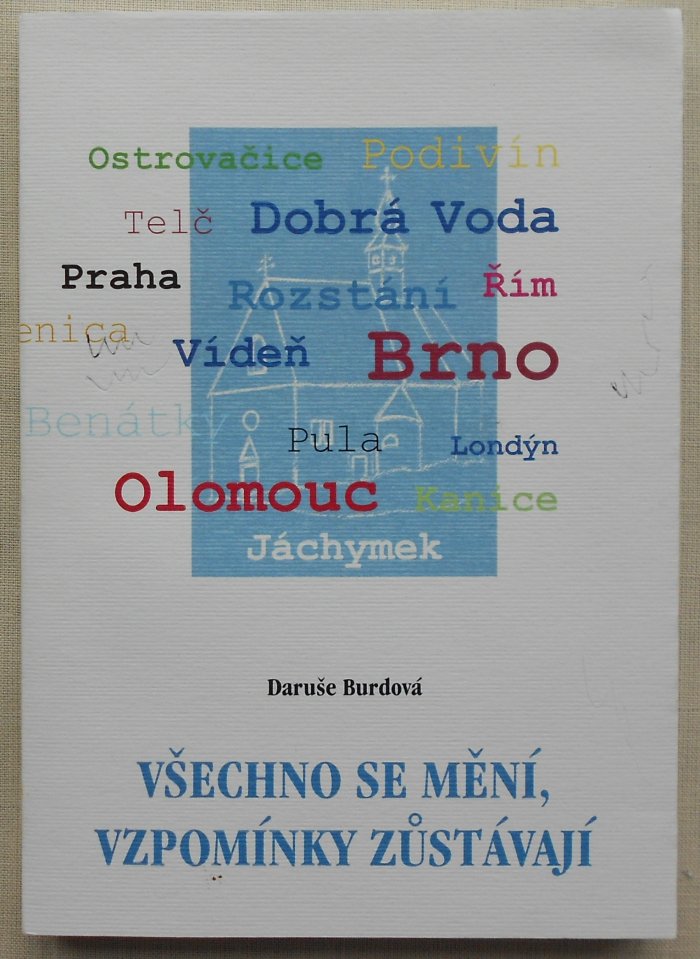 Ostrovačice Podivín
Telč Dobrá Voda
Praha Rozstání Řím
enica Vídeň Brno
Benátky Pula Londýn
Olomouc Kanice
Jáchymek
Daruše Burdová
VŠECHNO SE MĚNÍ,
VZPOMÍNKY ZŮSTÁVAJÍ